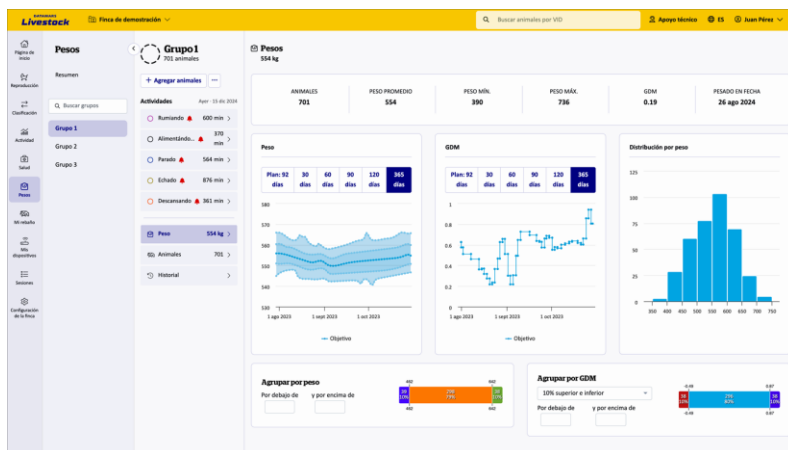 DATAMARS
Livestock
Finca de demostración
Buscar animales por VID
Apoyo técnico
ES
Juan Pérez
Página de inicio
Reproducción
Clasificación
Actividad
Salud
Pesos
Mi rebaño
Mis dispositivos
Sesiones
Configuración de la finca
Pesos
Resumen
Buscar grupos
Grupo 1
Grupo 2
Grupo 3
Grupo1
701 animales
+ Agregar animales
Actividades
Ayer · 15 dic 2024
Rumiando 600 min
Alimentándo... 370 min
Parado 564 min
Echado 876 min
Descansando 361 min
Peso 554 kg
Animales 701
Historial
Pesos
554 kg
ANIMALES
701
PESO PROMEDIO
554
PESO MÍN.
390
PESO MÁX.
736
GDM
0.19
PESADO EN FECHA
26 ago 2024
Peso
Plan: 92 días
30 días
60 días
90 días
120 días
365 días
580
570
560
550
540
530
1 ago 2023
1 sept 2023
1 oct 2023
Objetivo
GDM
Plan: 92 días
30 días
60 días
90 días
120 días
365 días
1
0.8
0.6
0.4
0.2
0
1 ago 2023
1 sept 2023
1 oct 2023
Objetivo
Distribución por peso
125
100
75
50
25
0
350 400 450 500 550 600 650 700 750
Agrupar por peso
Por debajo de
y por encima de
10%
Agrupar por GDM
10% superior e inferior
Por debajo de
y por encima de
0.87
10%
80%
10%
0.87